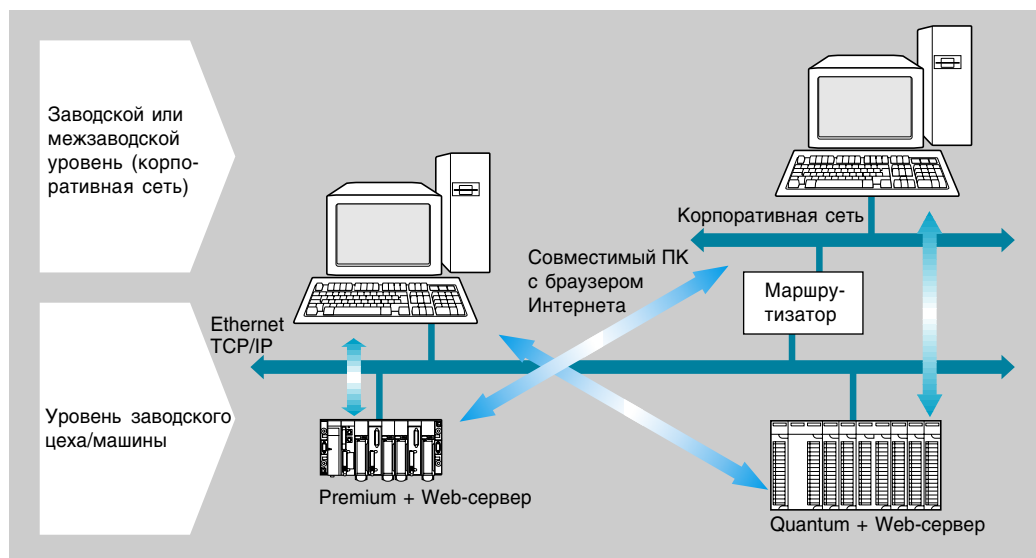 Заводской или
межзаводской
уровень (корпо-
ративная сеть)
Корпоративная сеть
Совместимый ПК
с браузером
Интернета
Маршру-
тизатор
Ethernet
TCP/IP
Уровень заводского
цеха/машины
Premium + Web-сервер
Quantum + Web-сервер